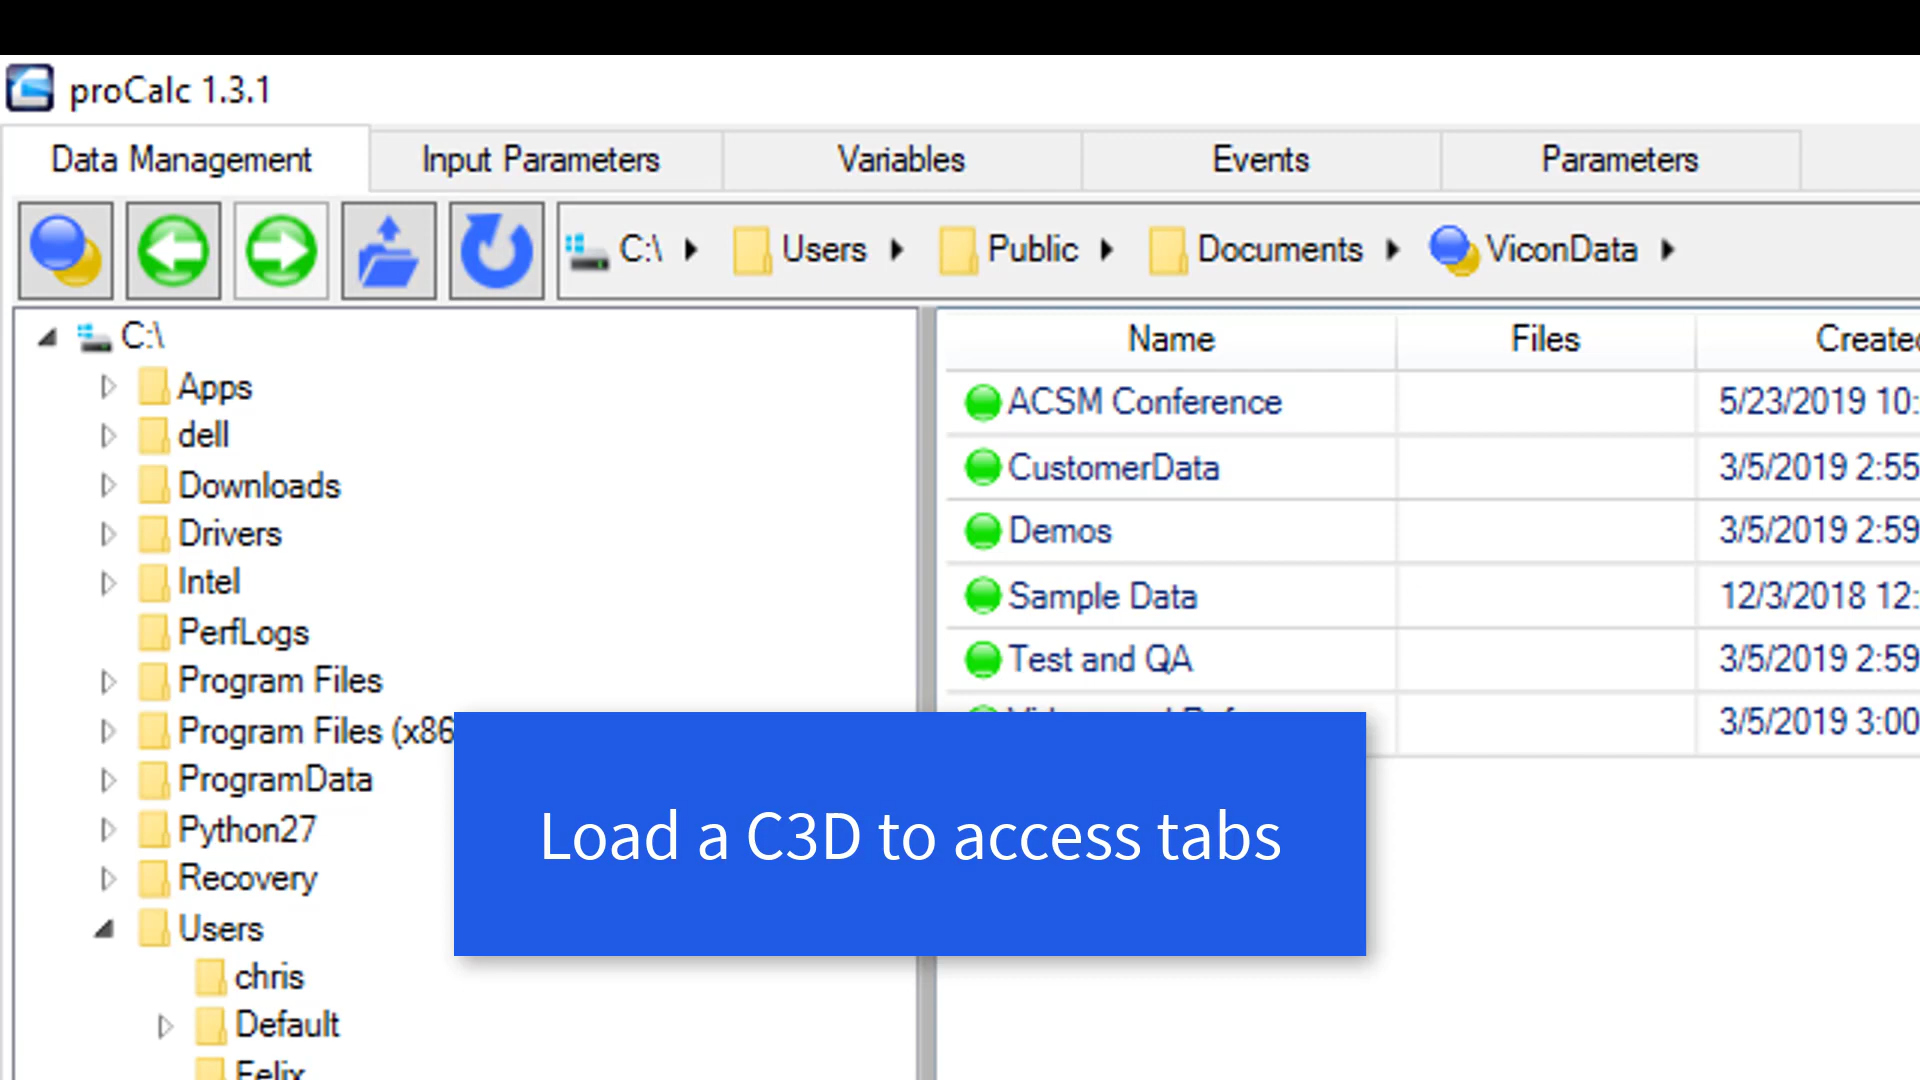 proCalc 1.3.1
Data Management Input Parameters Variables Events Parameters
C:\ Users Public Documents ViconData
C:\
Apps
dell
Downloads
Drivers
Intel
PerfLogs
Program Files
Program Files (x86
ProgramData
Python27
Recovery
Users
chris
Default
Felix
Name Files Created
ACSM Conference 5/23/2019 10:
CustomerData 3/5/2019 2:55
Demos 3/5/2019 2:59
Sample Data 12/3/2018 12:
Test and QA 3/5/2019 2:59
3/5/2019 3:00
Load a C3D to access tabs